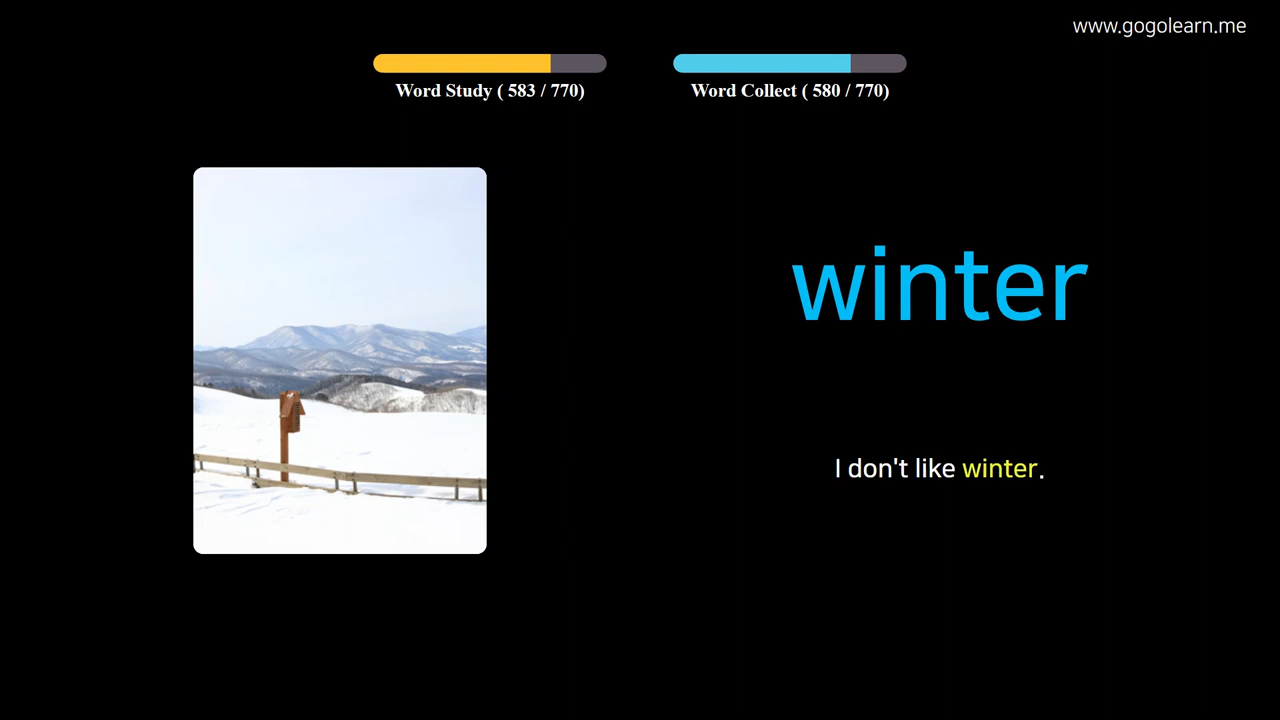 www.gogolearn.me
Word Study ( 583 / 770)
Word Collect ( 580 / 770)
winter
I don't like winter.